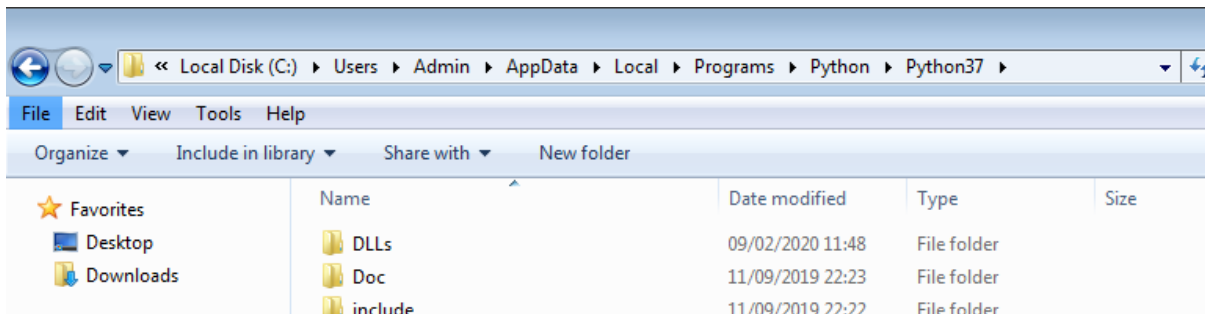 « Local Disk (C:) ▸ Users ▸ Admin ▸ AppData ▸ Local ▸ Programs ▸ Python ▸ Python37 ▸
File Edit View Tools Help
Organize Include in library Share with New folder
Favorites
Desktop
Downloads
Name Date modified Type Size
DLLs 09/02/2020 11:48 File folder
Doc 11/09/2019 22:23 File folder
include 11/09/2019 22:22 File folder